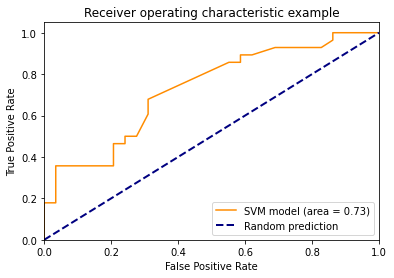 Receiver operating characteristic example
True Positive Rate
1.0
0.8
0.6
0.4
0.2
0.0
SVM model (area = 0.73)
Random prediction
0.0 0.2 0.4 0.6 0.8 1.0
False Positive Rate